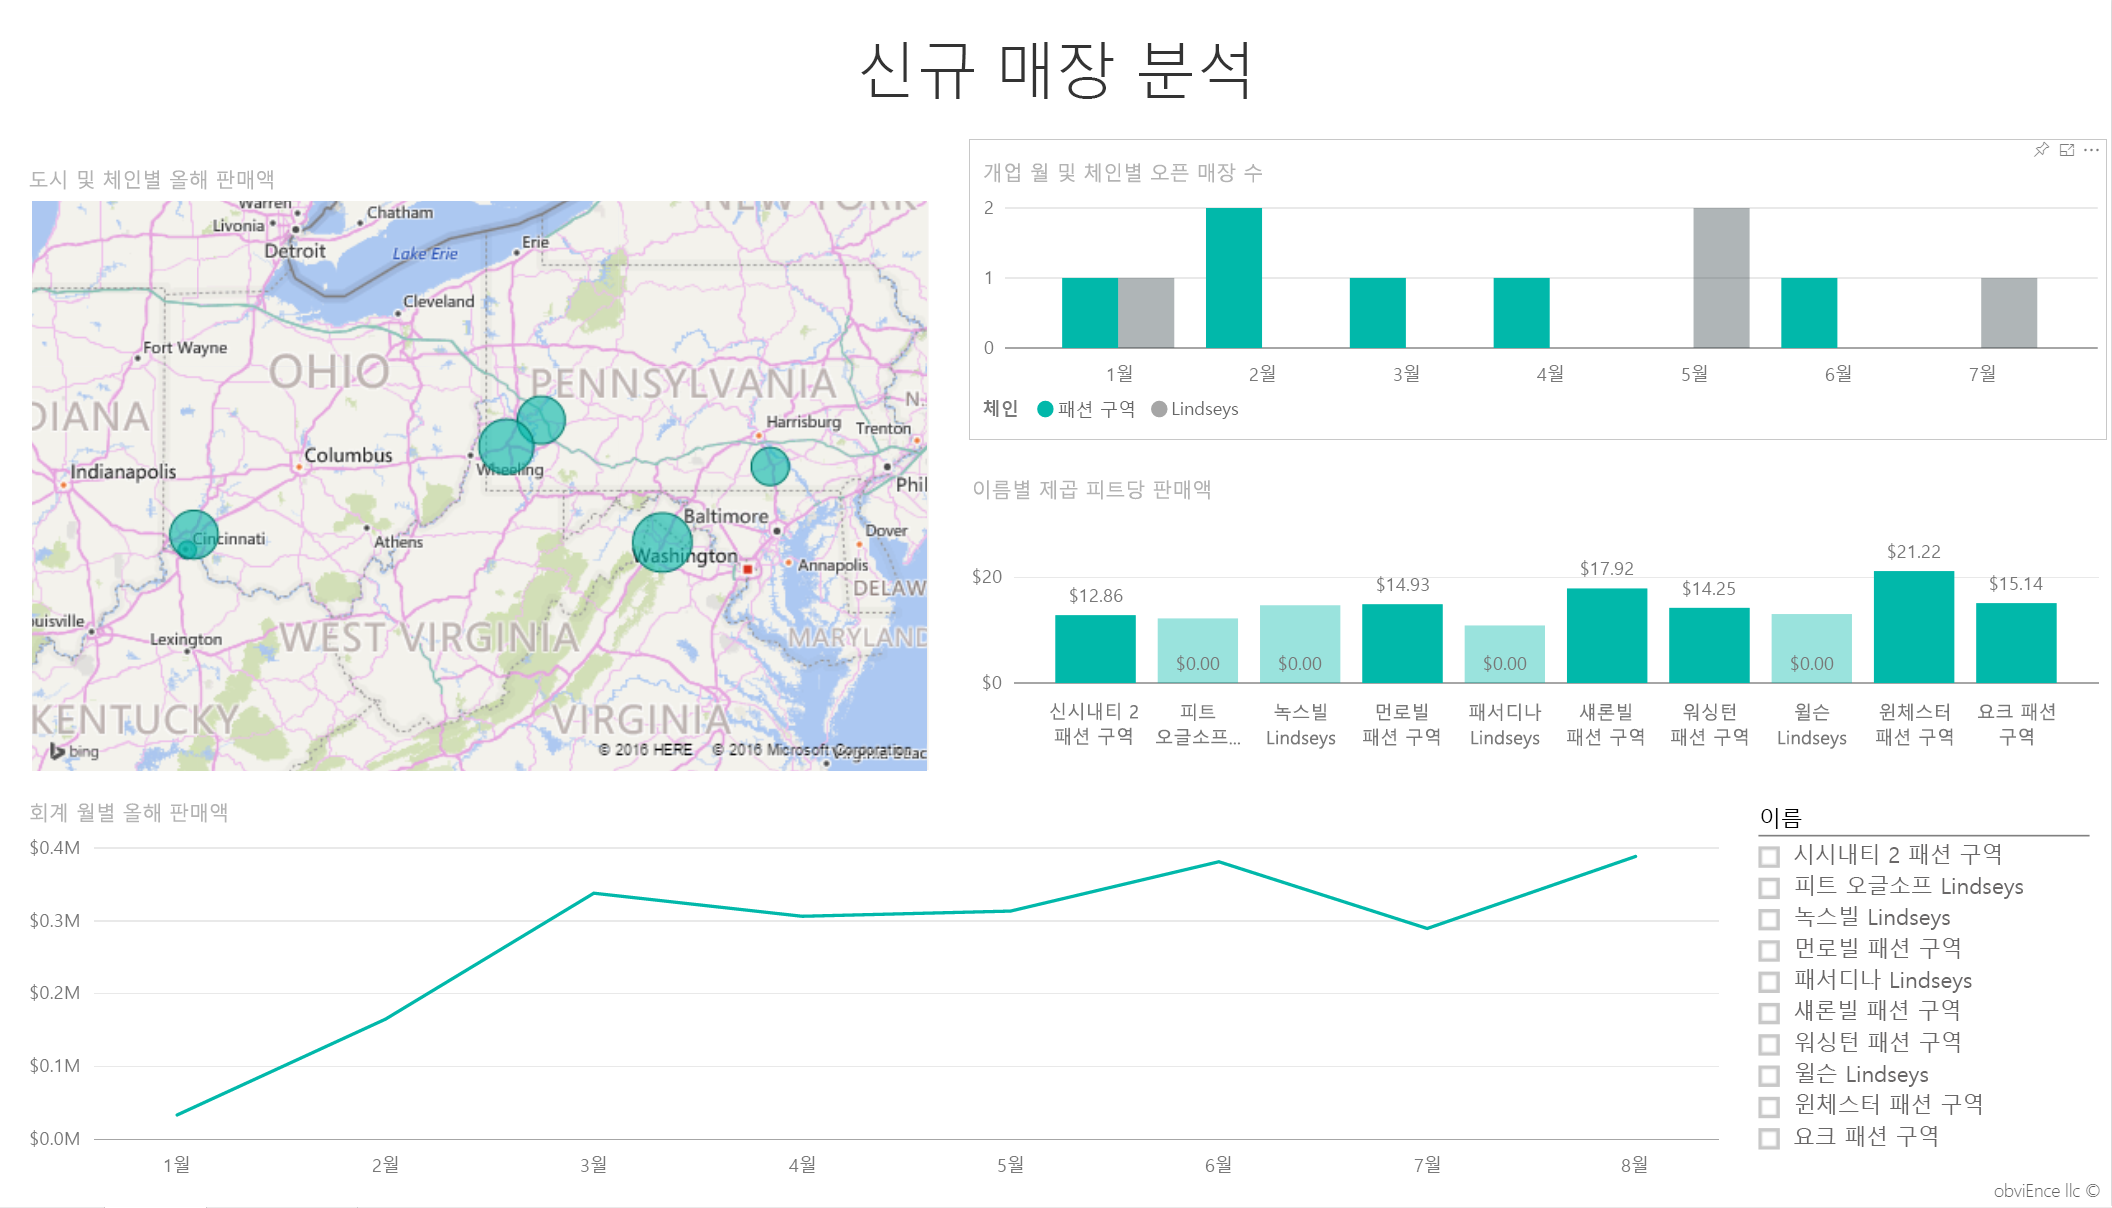 신규 매장 분석
도시 및 체인별 올해 판매액
Warren
Chatham
Livonia
Detroit
Lake Erie
Erie
Cleveland
Fort Wayne
OHIO
PENNSYLVANIA
DIANA
Harrisburg
Trenton
N.
Columbus
Wheeling
Indianapolis
Phil
Baltimore
Cincinnati
Athens
Washington
Dover
Annapolis
DELAW
uisville
Lexington
WEST VIRGINIA
MARYLAND
KENTUCKY
VIRGINIA
bing
© 2016 HERE © 2016 Microsoft Corporation
개업 월 및 체인별 오픈 매장 수
2
1
0
1월 2월 3월 4월 5월 6월 7월
체인 패션 구역 Lindseys
이름별 제곱 피트당 판매액
$20
$0
$12.86 $0.00 $0.00 $14.93 $0.00 $17.92 $14.25 $0.00 $21.22 $15.14
신시내티 2 피트 녹스빌 먼로빌 패서디나 섀론빌 워싱턴 윌슨 윈체스터 요크 패션
패션 구역 오글소프... Lindseys 패션 구역 Lindseys 패션 구역 패션 구역 Lindseys 패션 구역 구역
회계 월별 올해 판매액
$0.4M
$0.3M
$0.2M
$0.1M
$0.0M
1월 2월 3월 4월 5월 6월 7월 8월
이름
시시내티 2 패션 구역
피트 오글소프 Lindseys
녹스빌 Lindseys
먼로빌 패션 구역
패서디나 Lindseys
섀론빌 패션 구역
워싱턴 패션 구역
윌슨 Lindseys
윈체스터 패션 구역
요크 패션 구역
obviEnce llc ©